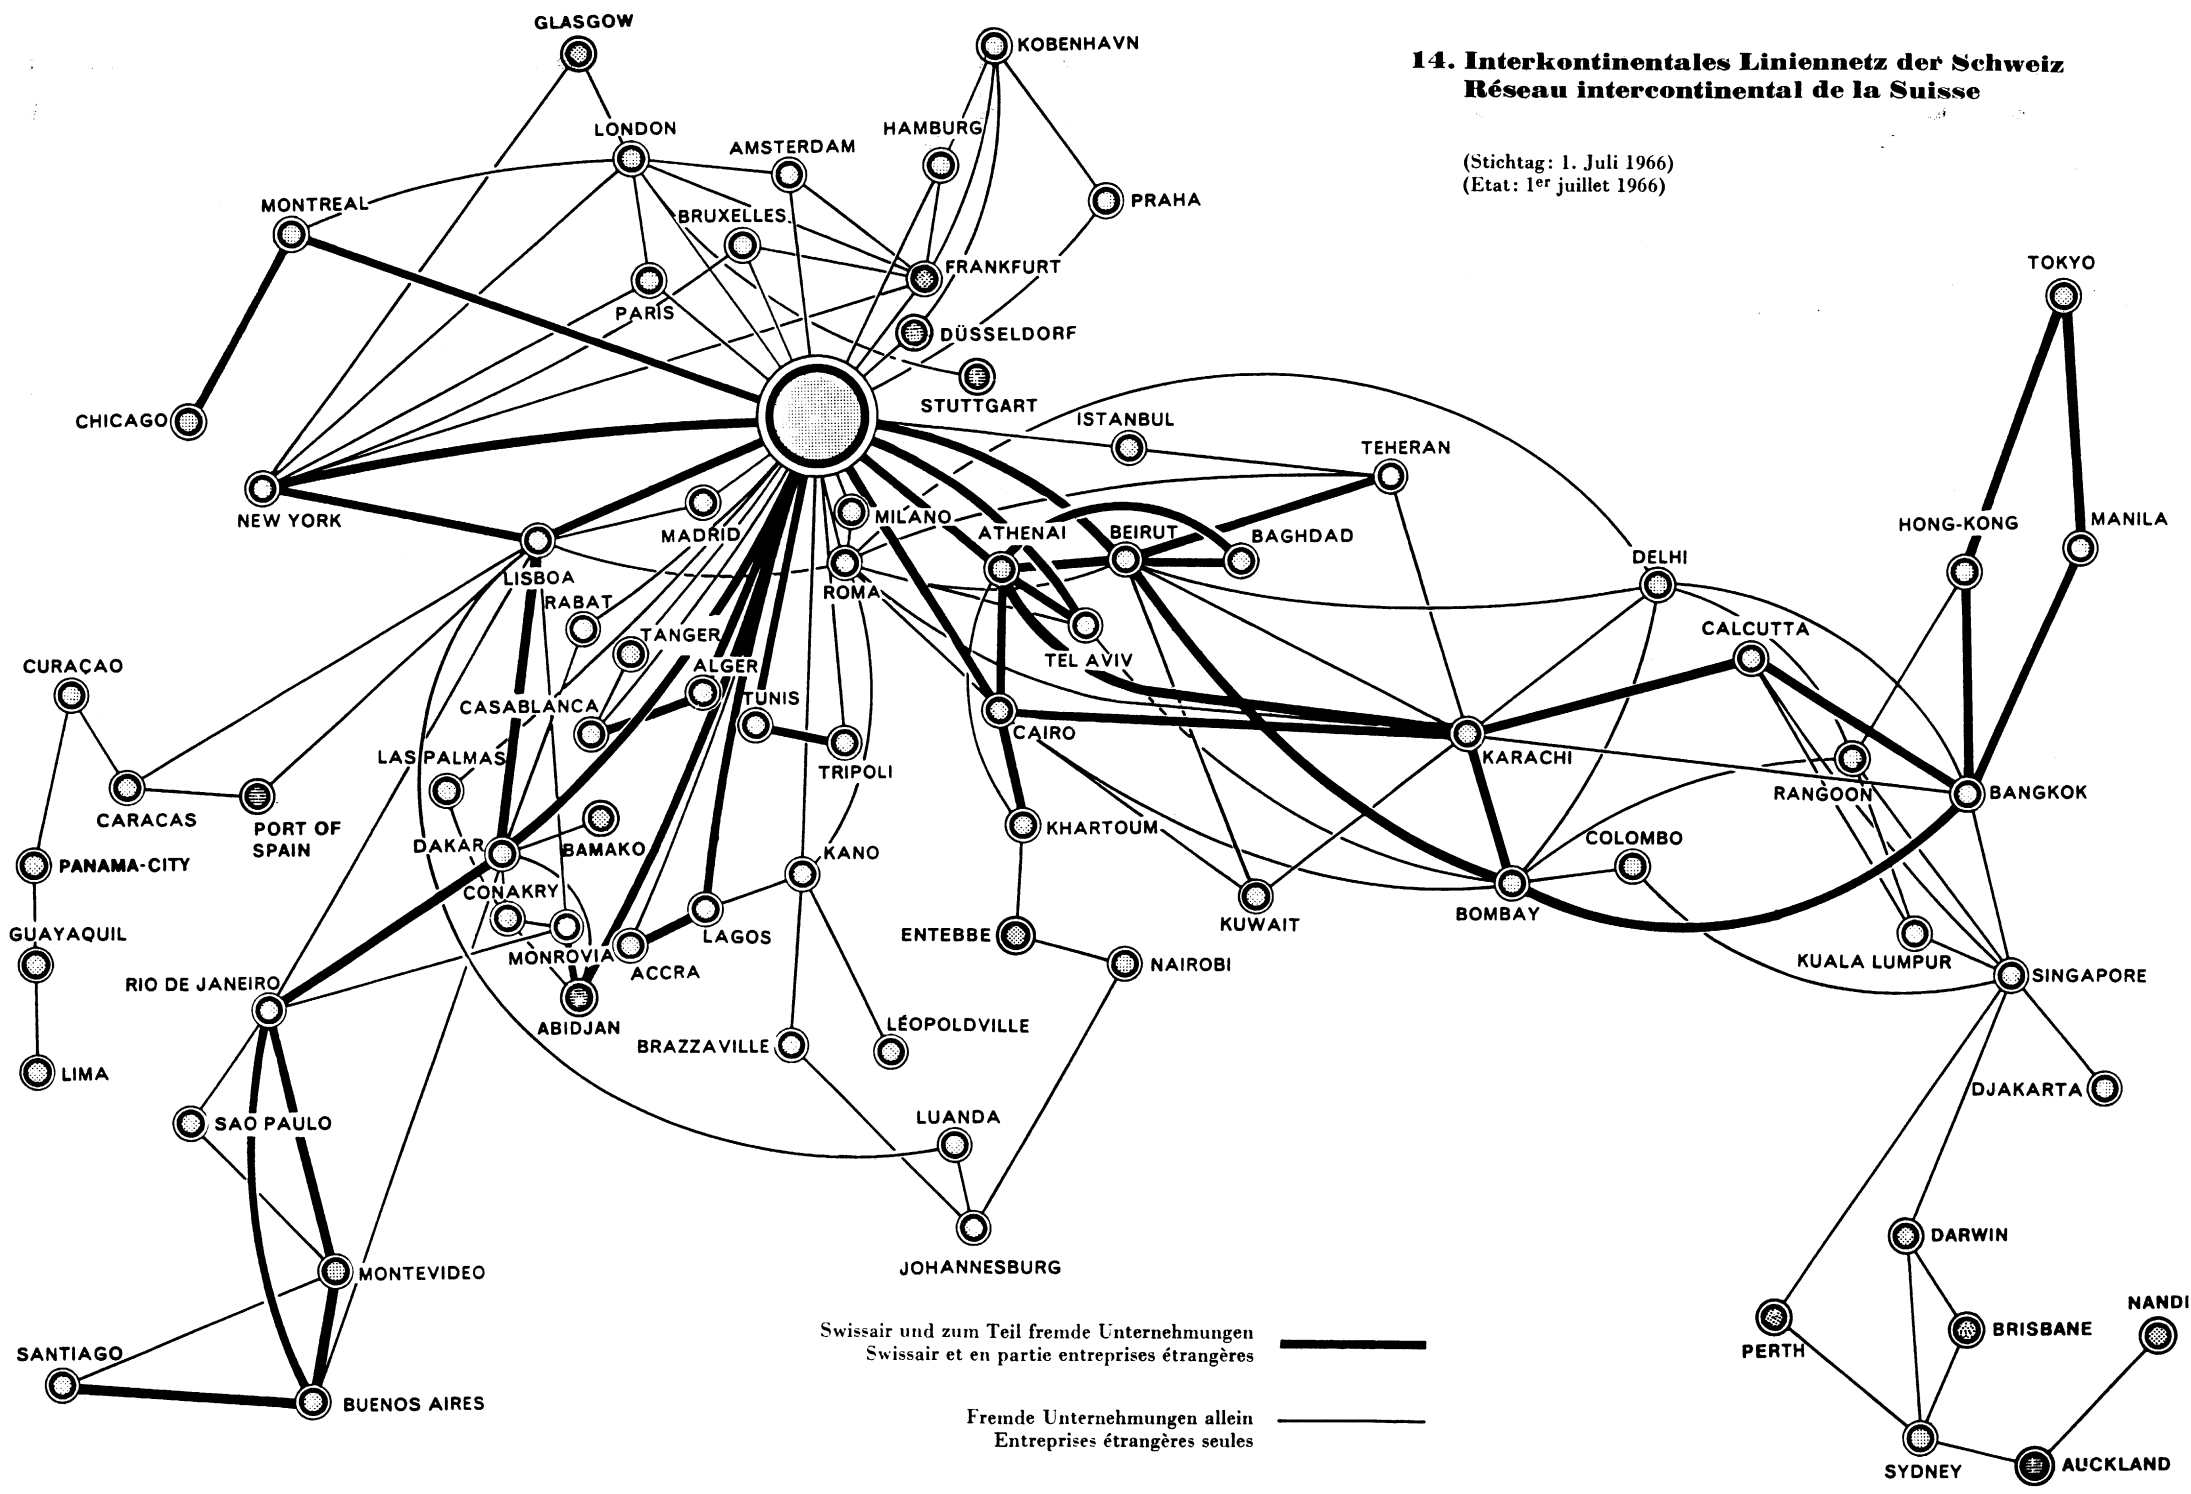 GLASGOW
KOBENHAVN
14. Interkontinentales Liniennetz der Schweiz
Réseau intercontinental de la Suisse
(Stichtag: 1. Juli 1966)
(Etat: 1er juillet 1966)
LONDON
AMSTERDAM
HAMBURG
MONTREAL
BRUXELLES
PRAHA
FRANKFURT
PARIS
DÜSSELDORF
TOKYO
CHICAGO
STUTTGART
ISTANBUL
TEHERAN
NEW YORK
MADRID
MILANO
ATHENAI
BEIRUT
BAGHDAD
HONG-KONG
MANILA
LISBOA
ROMA
DELHI
RABAT
TANGER
CALCUTTA
CURAÇAO
ALGER
TEL AVIV
CASABLANCA
TUNIS
CAIRO
LAS PALMAS
TRIPOLI
KARACHI
RANGOON
BANGKOK
CARACAS
PORT OF
SPAIN
DAKAR
BAMAKO
KANO
KHARTOUM
COLOMBO
PANAMA-CITY
CONAKRY
BOMBAY
KUWAIT
GUAYAQUIL
LAGOS
ENTEBBE
MONROVIA
ACCRA
NAIROBI
KUALA LUMPUR
SINGAPORE
RIO DE JANEIRO
ABIDJAN
LÉOPOLDVILLE
BRAZZAVILLE
LIMA
DJAKARTA
SAO PAULO
LUANDA
DARWIN
MONTEVIDEO
JOHANNESBURG
NANDI
Swissair und zum Teil fremde Unternehmungen
Swissair et en partie entreprises étrangères
BRISBANE
PERTH
SANTIAGO
BUENOS AIRES
Fremde Unternehmungen allein
Entreprises étrangères seules
SYDNEY
AUCKLAND